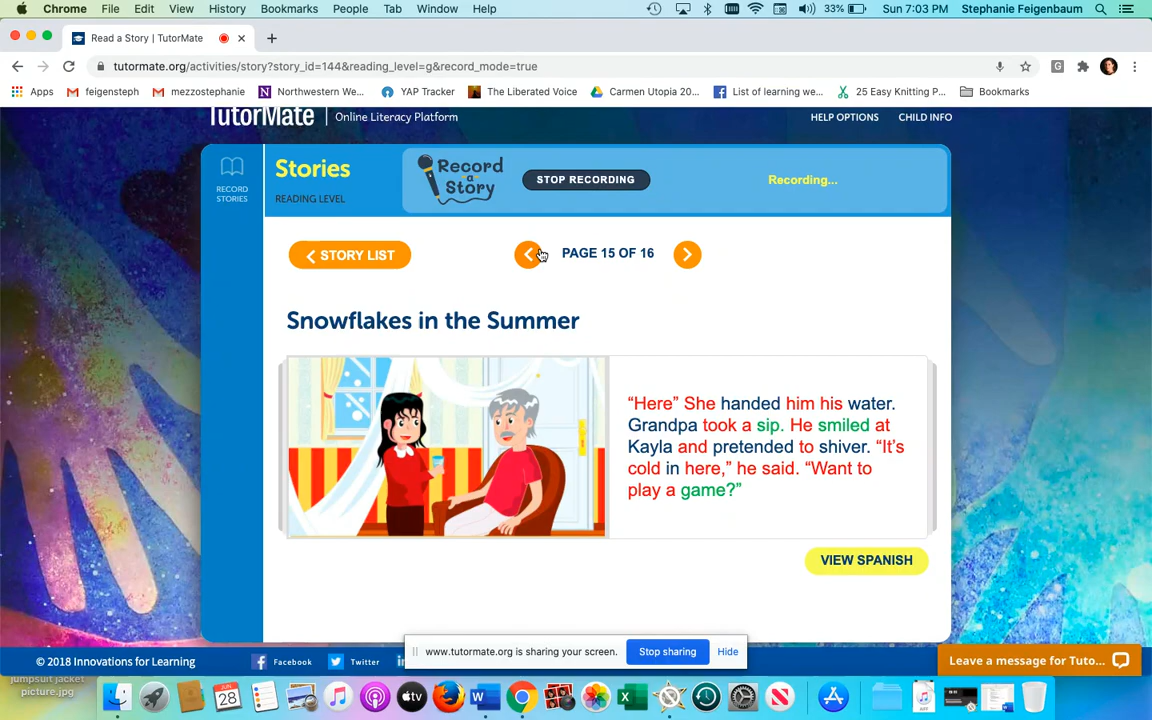 Chrome File Edit View History Bookmarks People Tab Window Help 33% Sun 7:03 PM Stephanie Feigenbaum
Read a Story | TutorMate
tutormate.org/activities/story?story_id=144&reading_level=g&record_mode=true
Apps feigensteph mezzostephanie Northwestern We... YAP Tracker The Liberated Voice Carmen Utopia 20... List of learning we... 25 Easy Knitting P... Bookmarks
TutorMate Online Literacy Platform HELP OPTIONS CHILD INFO
RECORD
STORIES
Stories
READING LEVEL
Record
a
Story
STOP RECORDING
Recording...
STORY LIST
PAGE 15 OF 16
Snowflakes in the Summer
“Here” She handed him his water.
Grandpa took a sip. He smiled at
Kayla and pretended to shiver. “It’s
cold in here,” he said. “Want to
play a game?”
VIEW SPANISH
www.tutormate.org is sharing your screen. Stop sharing Hide
© 2018 Innovations for Learning Facebook Twitter
Leave a message for Tuto...
jumpsuit jacket
picture.jpg
JUN
28